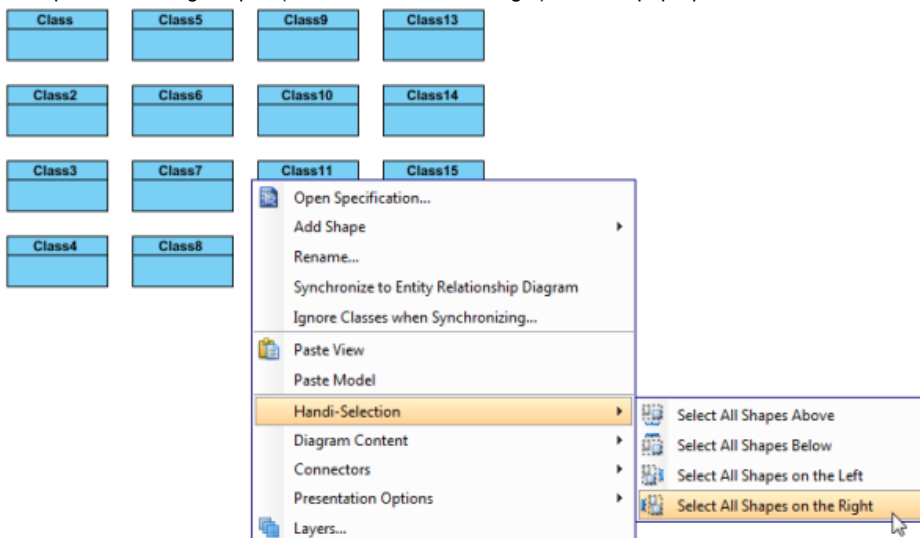 Class Class5 Class9 Class13
Class2 Class6 Class10 Class14
Class3 Class7 Class11 Class15
Class4 Class8
Open Specification...
Add Shape
Rename...
Synchronize to Entity Relationship Diagram
Ignore Classes when Synchronizing...
Paste View
Paste Model
Handi-Selection
Select All Shapes Above
Diagram Content
Select All Shapes Below
Connectors
Select All Shapes on the Left
Presentation Options
Select All Shapes on the Right
Layers...